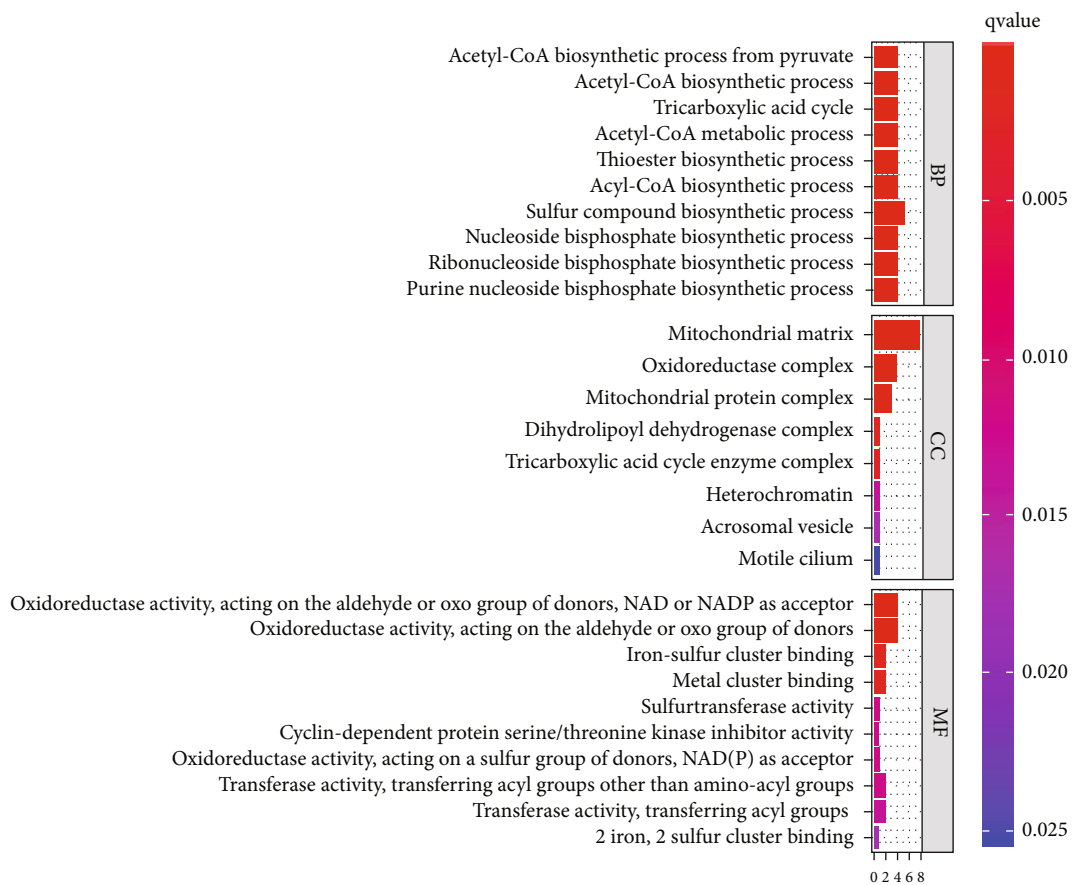 qvalue
Acetyl-CoA biosynthetic process from pyruvate
Acetyl-CoA biosynthetic process
Tricarboxylic acid cycle
Acetyl-CoA metabolic process
Thioester biosynthetic process
Acyl-CoA biosynthetic process
Sulfur compound biosynthetic process
Nucleoside bisphosphate biosynthetic process
Ribonucleoside bisphosphate biosynthetic process
Purine nucleoside bisphosphate biosynthetic process
BP
Mitochondrial matrix
Oxidoreductase complex
Mitochondrial protein complex
Dihydrolipoyl dehydrogenase complex
Tricarboxylic acid cycle enzyme complex
Heterochromatin
Acrosomal vesicle
Motile cilium
CC
Oxidoreductase activity, acting on the aldehyde or oxo group of donors, NAD or NADP as acceptor
Oxidoreductase activity, acting on the aldehyde or oxo group of donors
Iron-sulfur cluster binding
Metal cluster binding
Sulfurtransferase activity
Cyclin-dependent protein serine/threonine kinase inhibitor activity
Oxidoreductase activity, acting on a sulfur group of donors, NAD(P) as acceptor
Transferase activity, transferring acyl groups other than amino-acyl groups
Transferase activity, transferring acyl groups
2 iron, 2 sulfur cluster binding
MF
0 2 4 6 8
0.005
0.010
0.015
0.020
0.025